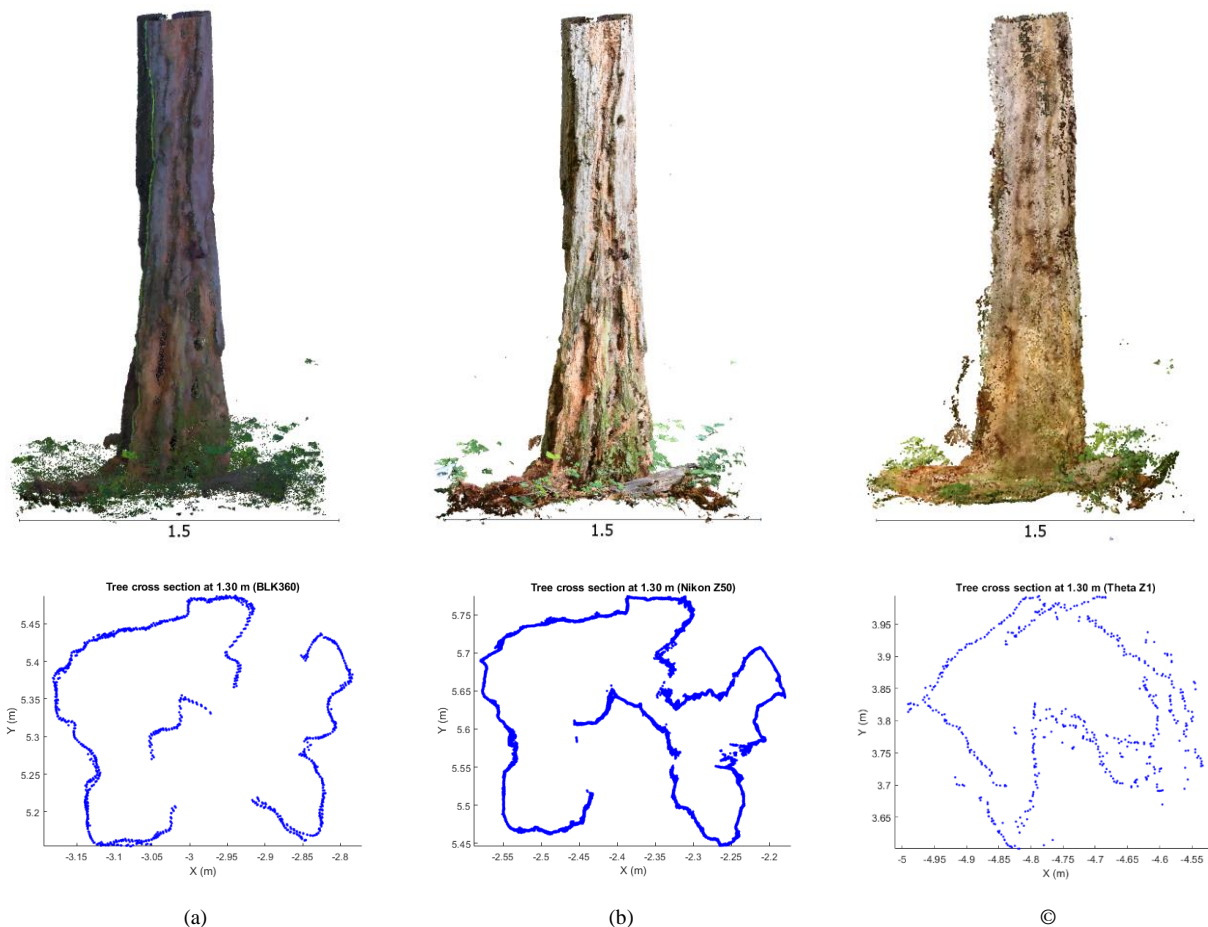 1.5
1.5
1.5
Tree cross section at 1.30 m (BLK360)
5.45
5.4
5.35
5.3
5.25
5.2
Y (m)
-3.15 -3.1 -3.05 -3 -2.95 -2.9 -2.85 -2.8
X (m)
Tree cross section at 1.30 m (Nikon Z50)
5.75
5.7
5.65
5.6
5.55
5.5
5.45
Y (m)
-2.55 -2.5 -2.45 -2.4 -2.35 -2.3 -2.25 -2.2
X (m)
Tree cross section at 1.30 m (Theta Z1)
3.95
3.9
3.85
3.8
3.75
3.7
3.65
Y (m)
-5 -4.95 -4.9 -4.85 -4.8 -4.75 -4.7 -4.65 -4.6 -4.55
X (m)
(a)
(b)
©